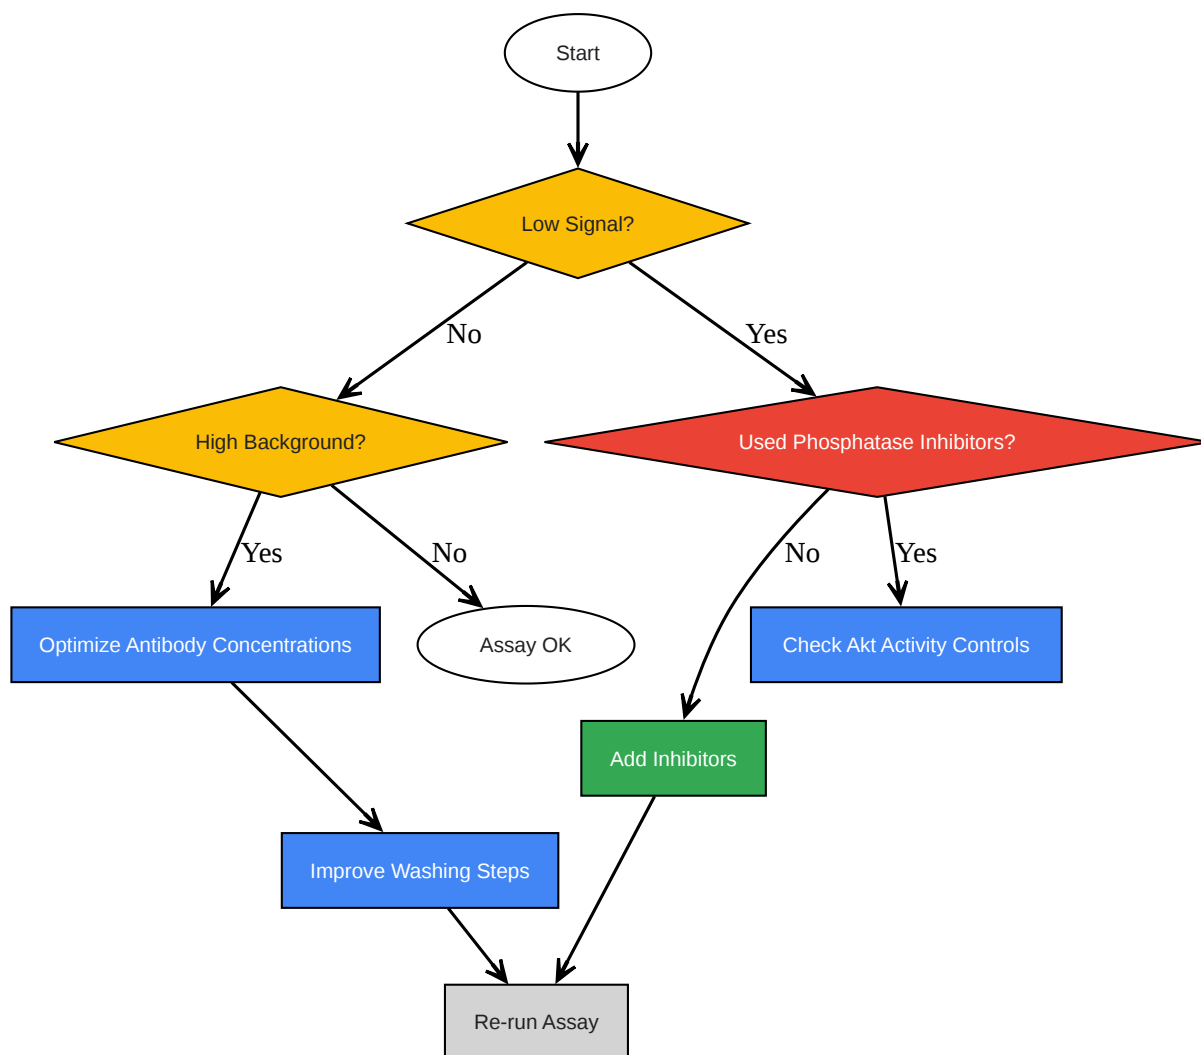 Start
Low Signal?
No
Yes
High Background?
Used Phosphatase Inhibitors?
Yes
No
No
Yes
Optimize Antibody Concentrations
Assay OK
Check Akt Activity Controls
Add Inhibitors
Improve Washing Steps
Re-run Assay